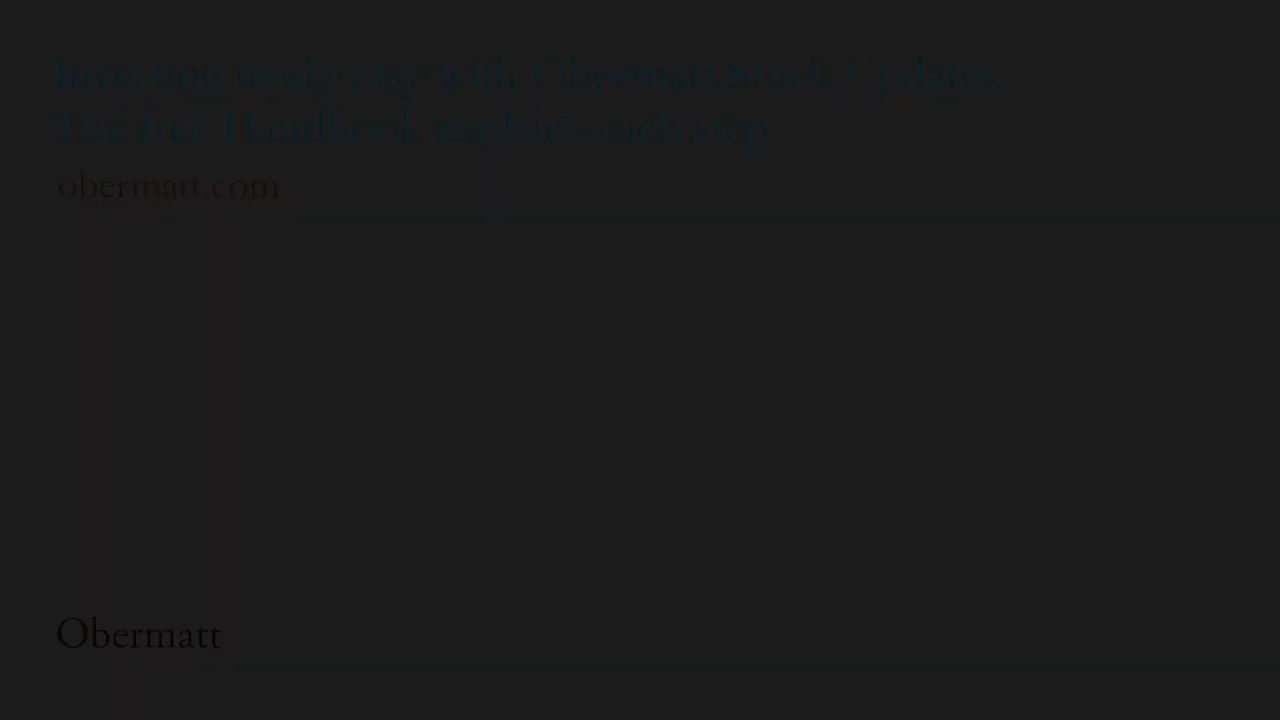 Investing made easy with Obermatt Stock Updates.
The free Handbook explains each step
obermatt.com
Obermatt